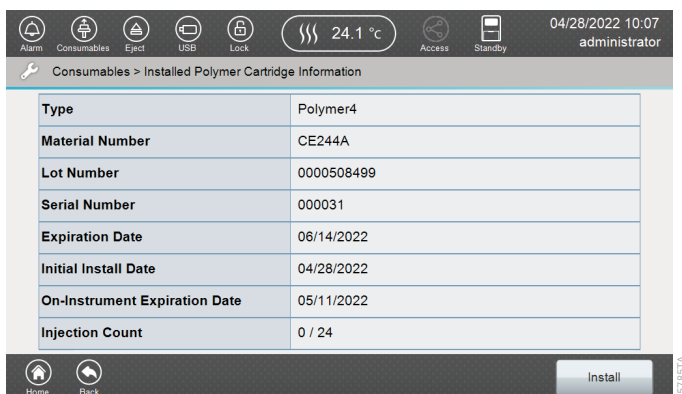 Alarm Consumables Eject USB Lock 24.1 °C Access Standby 04/28/2022 10:07
administrator
Consumables > Installed Polymer Cartridge Information
Type Polymer4
Material Number CE244A
Lot Number 0000508499
Serial Number 000031
Expiration Date 06/14/2022
Initial Install Date 04/28/2022
On-Instrument Expiration Date 05/11/2022
Injection Count 0 / 24
Home Back Install